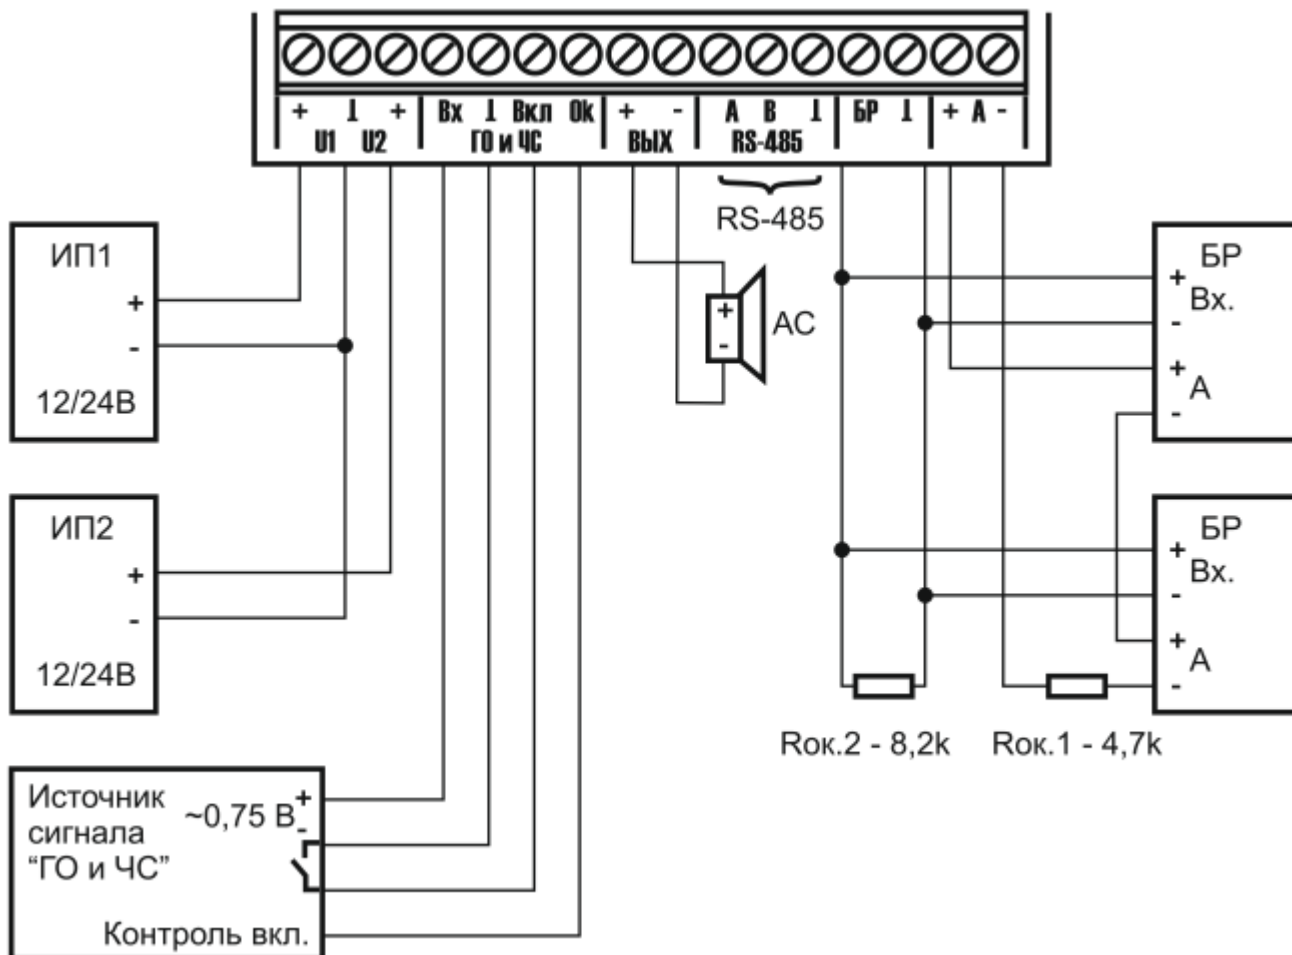 + ⊥ + Вх ⊥ Вкл Ok + - A B ⊥ БР ⊥ + A -
U1 U2 ГО и ЧС ВЫХ RS-485
RS-485
ИП1
+
-
12/24В
+
-
АС
БР
+
Вх.
-
+
А
-
ИП2
+
-
12/24В
БР
+
Вх.
-
+
А
-
Rок.2 - 8,2k Rок.1 - 4,7k
Источник
сигнала
“ГО и ЧС”
~0,75 В
+
-
Контроль вкл.